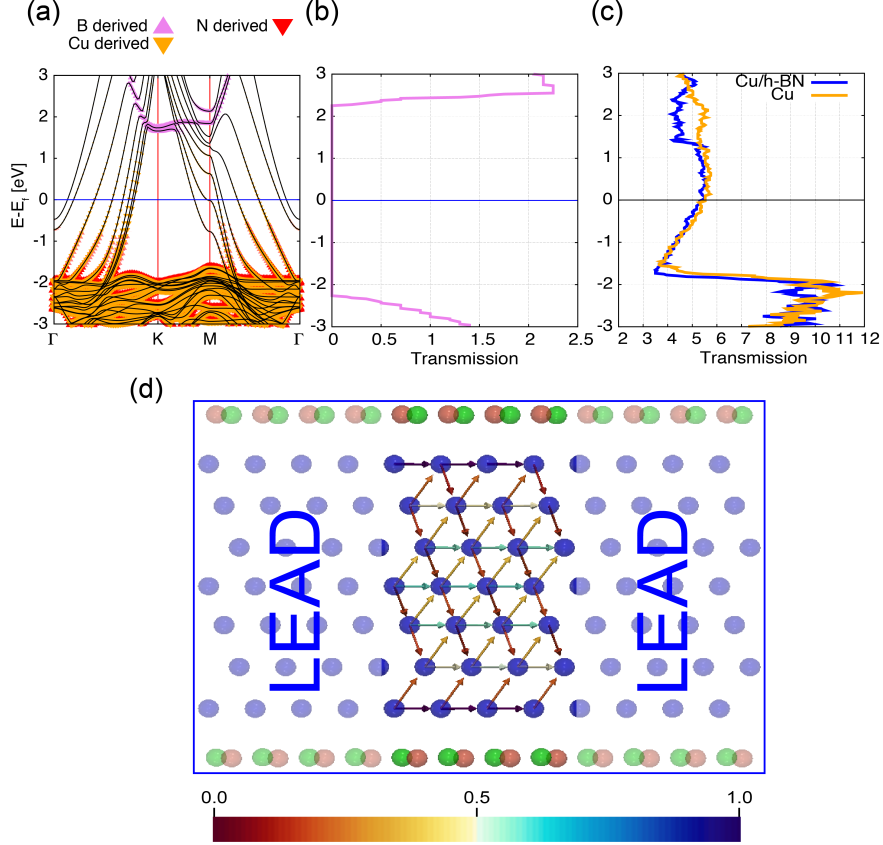 (a)
B derived
N derived
Cu derived
3
2
1
0
-1
-2
-3
E-E_f [eV]
Γ
K
M
Γ
(b)
3
2
1
0
-1
-2
-3
0
0.5
1
1.5
2
2.5
Transmission
(c)
Cu/h-BN
Cu
3
2
1
0
-1
-2
-3
2
3
4
5
6
7
8
9
10
11
12
Transmission
(d)
LEAD
LEAD
0.0
0.5
1.0